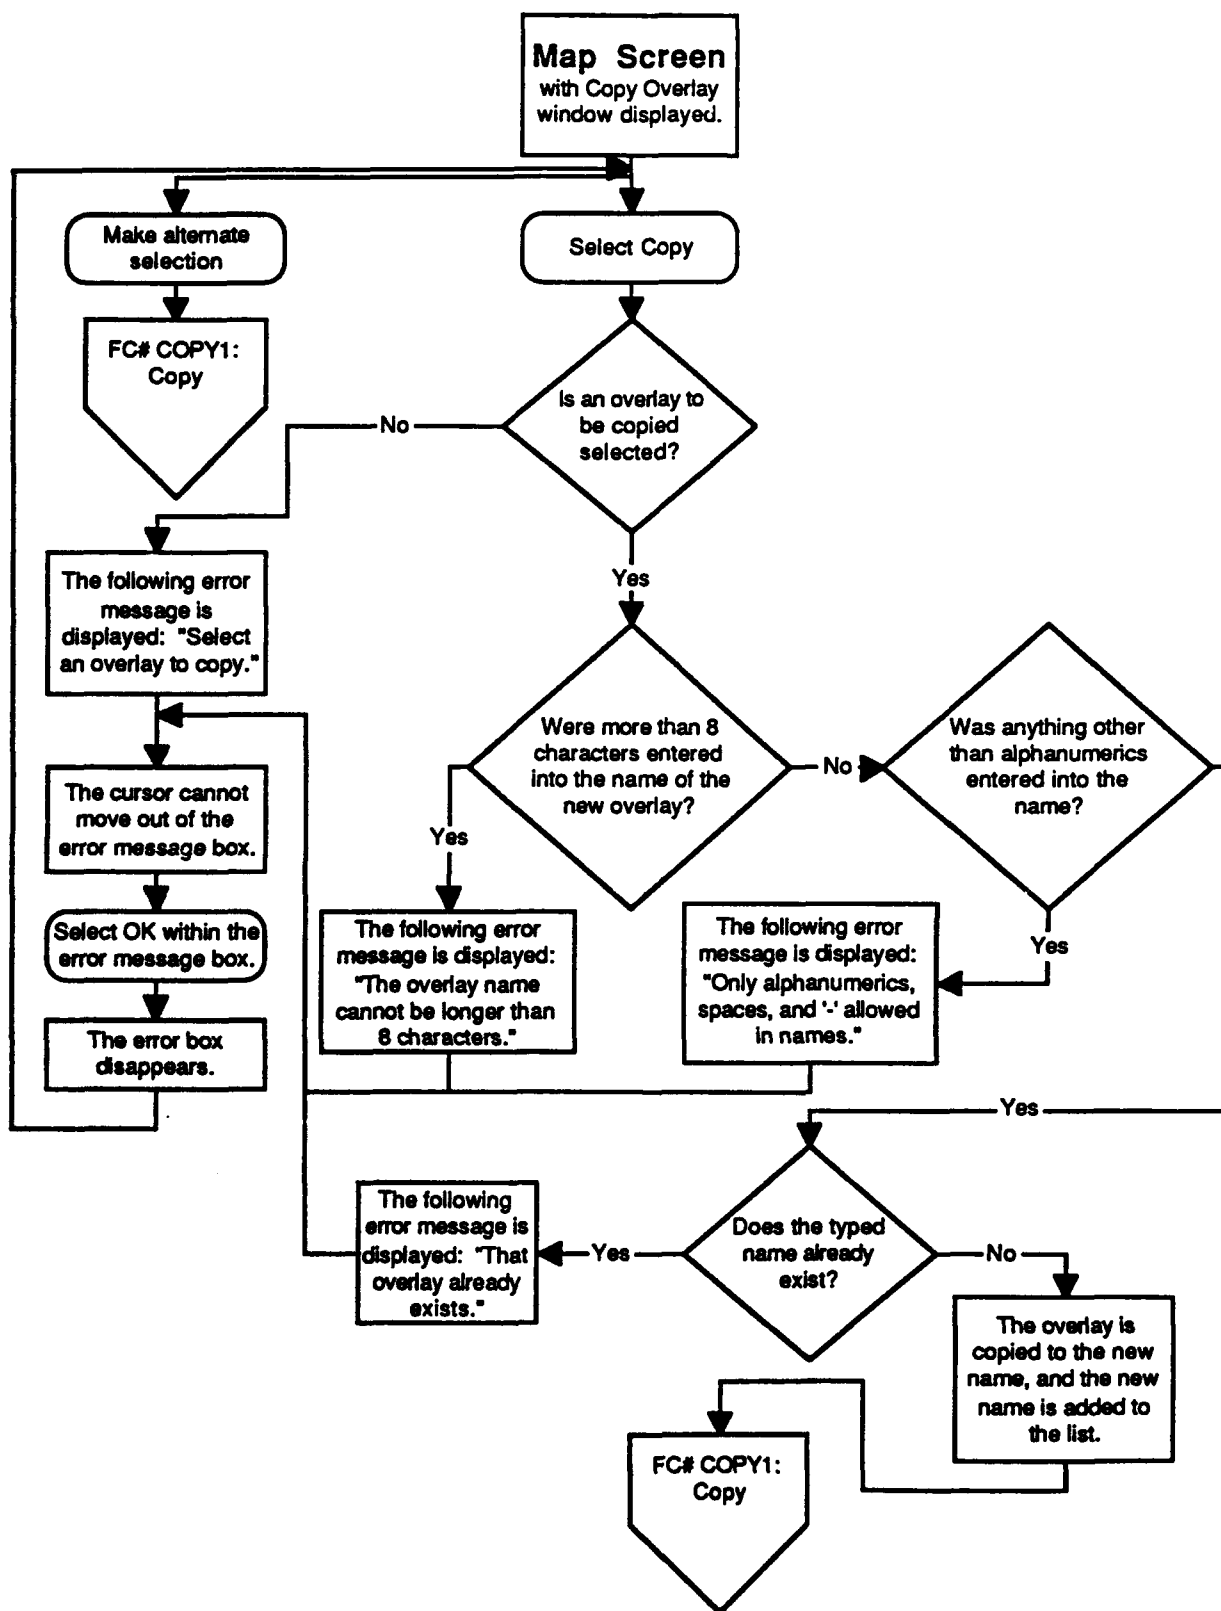 Map Screen
with Copy Overlay
window displayed.
Make alternate
selection
Select Copy
FC# COPY1:
Copy
Is an overlay to
be copied
selected?
No
Yes
The following error
message is
displayed: "Select
an overlay to copy."
Were more than 8
characters entered
into the name of the
new overlay?
No
Was anything other
than alphanumerics
entered into the
name?
The cursor cannot
move out of the
error message box.
Yes
Select OK within the
error message box.
The following error
message is displayed:
"The overlay name
cannot be longer than
8 characters."
The following error
message is displayed:
"Only alphanumerics,
spaces, and '-' allowed
in names."
Yes
The error box
disappears.
Yes
The following
error message is
displayed: "That
overlay already
exists."
Yes
Does the typed
name already
exist?
No
The overlay is
copied to the new
name, and the new
name is added to
the list.
FC# COPY1:
Copy